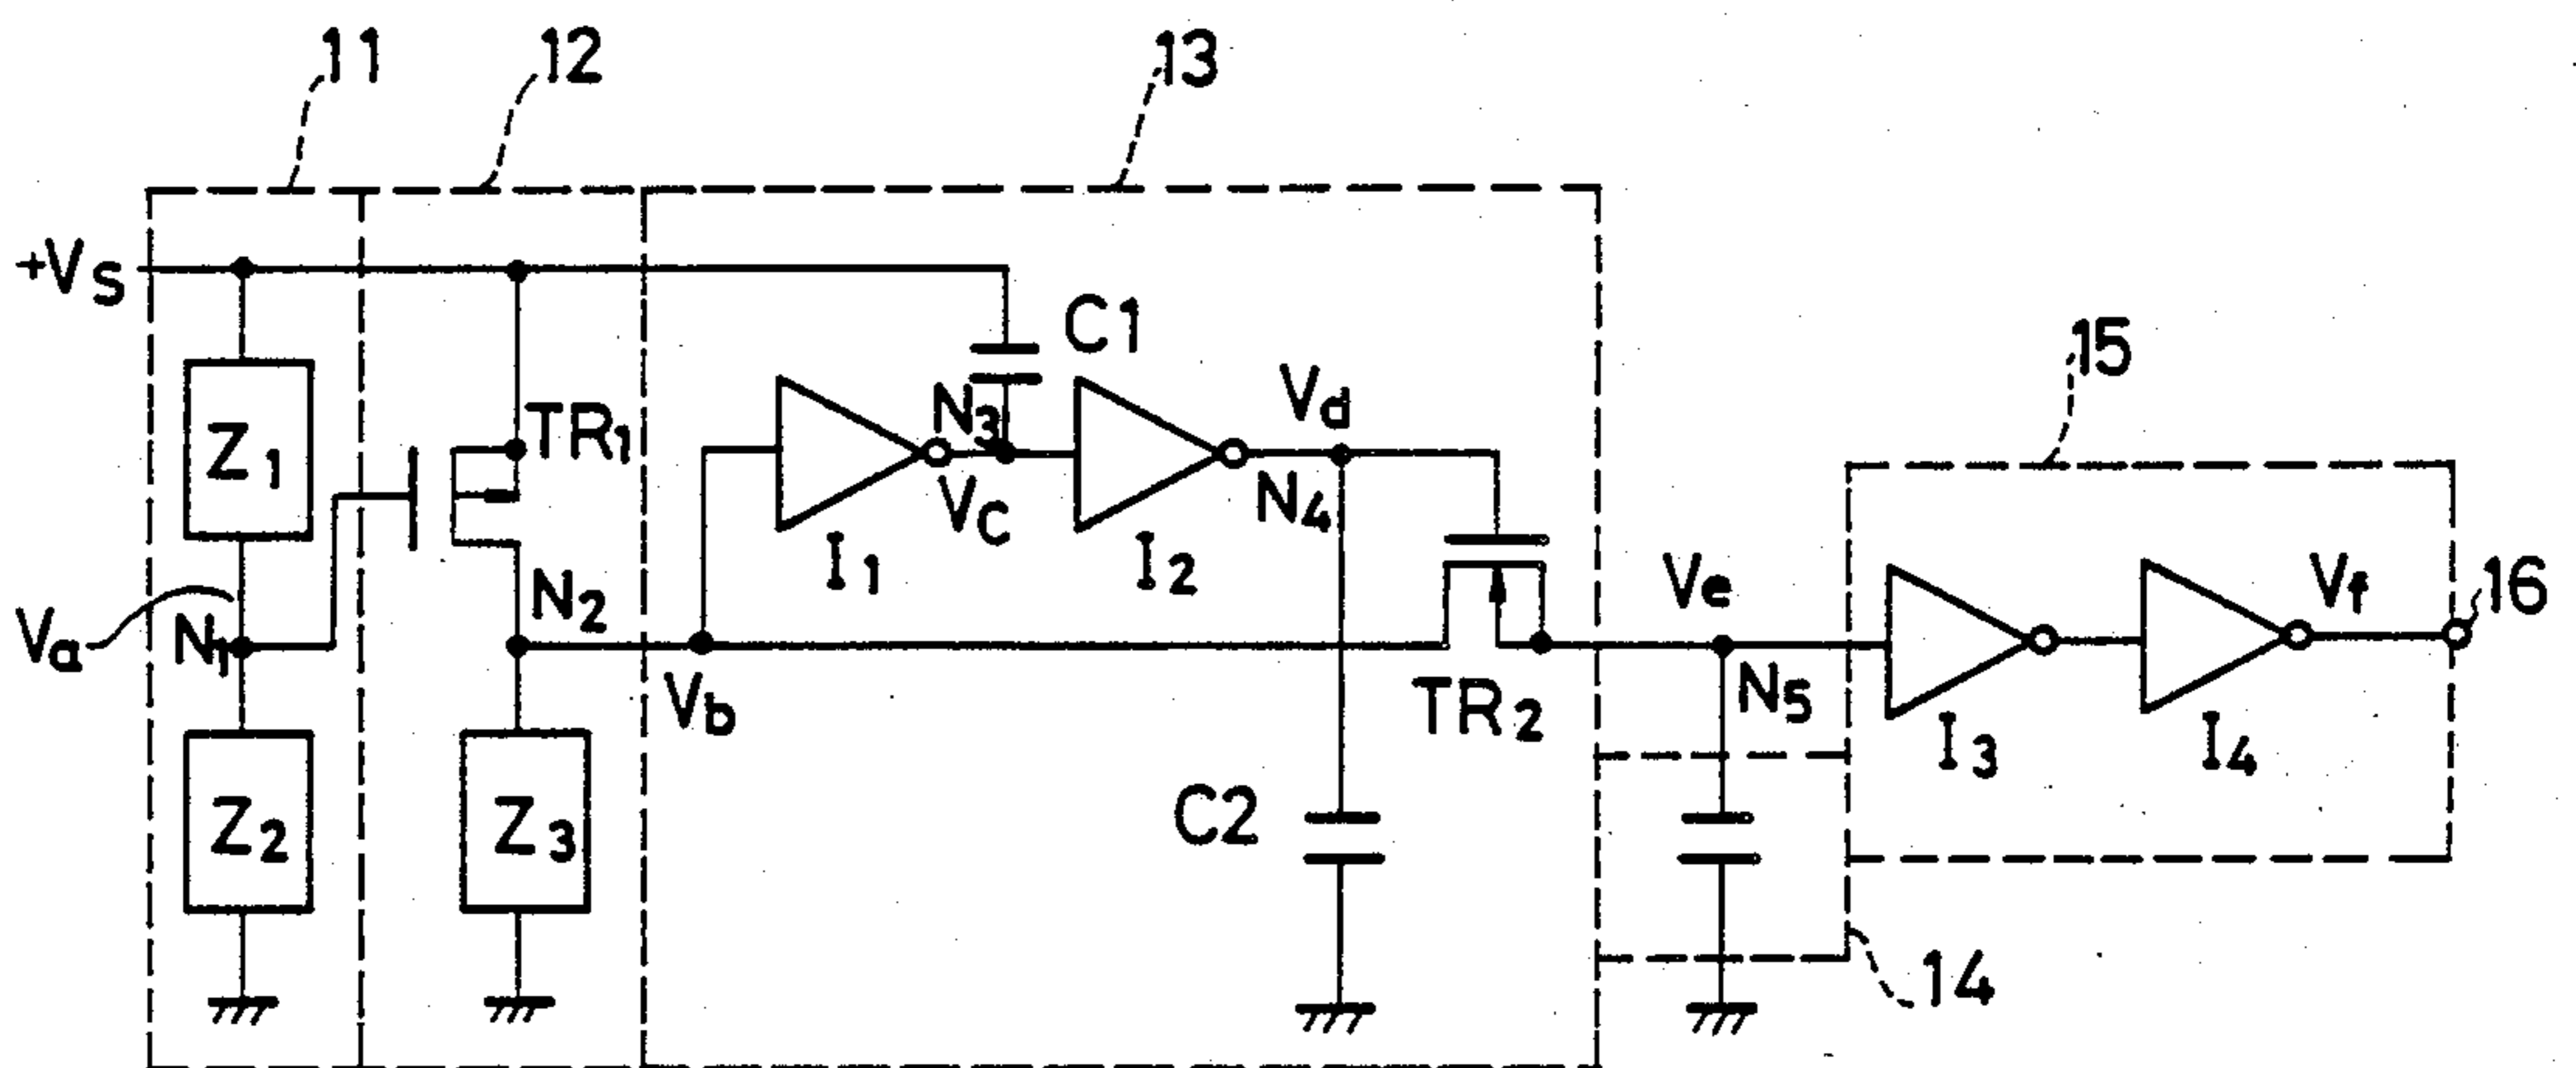 11
12
13
+VS
C1
15
Z1
TR1
N3
Vd
VC
N4
I1
I2
Va
N1
N2
Vb
TR2
Ve
N5
Vf
16
I3
I4
Z2
Z3
C2
14